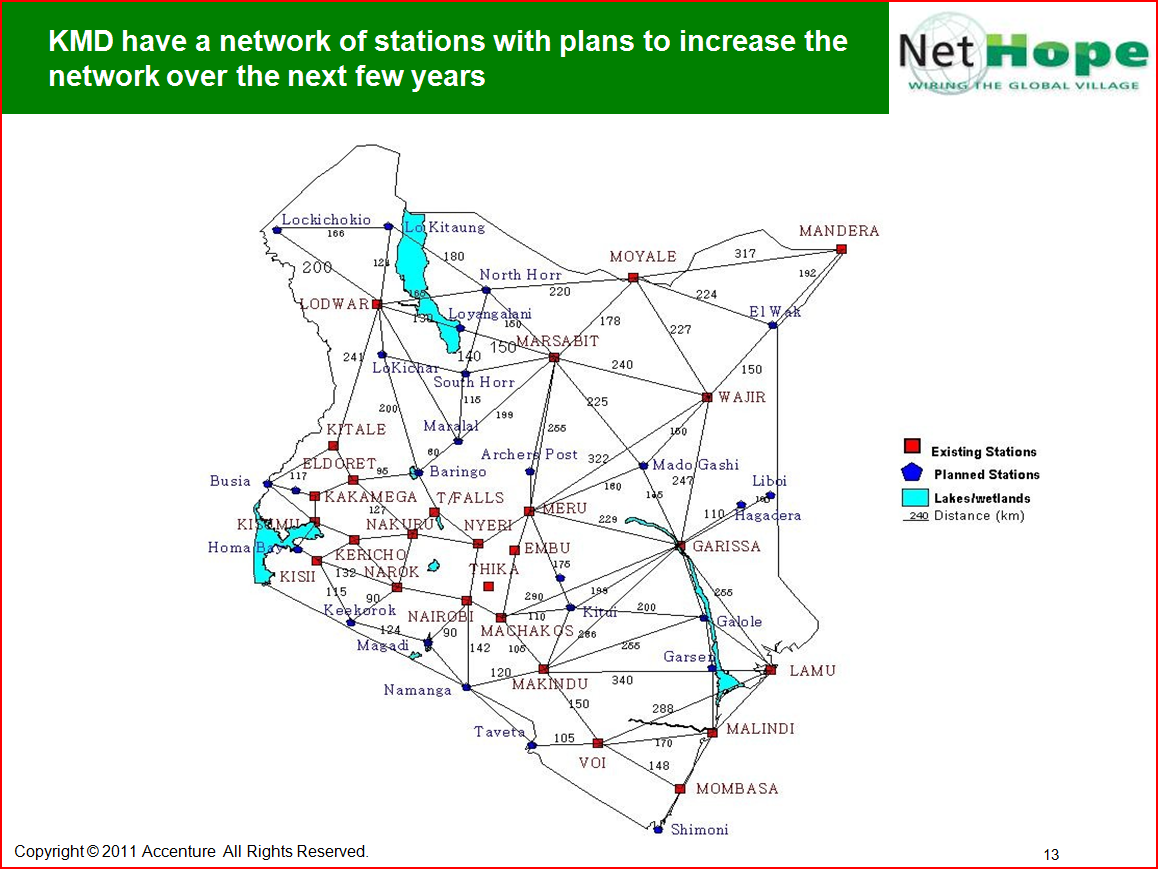 KMD have a network of stations with plans to increase the
network over the next few years
NetHope
WIRING THE GLOBAL VILLAGE
Lockichokio
166
Lo Kitaung
MANDERA
MOYALE
317
180
200
192
North Horr
220
224
LODWAR
Loyangalani
El Wak
178
227
150
MARSABIT
140
241
LoKichar
240
150
South Horr
115
WAJIR
200
199
225
KITALE
Maralal
255
150
ELDORET
95
Archers Post
322
Mado Gashi
Busia
117
Baringo
247
Liboi
KAKAMEGA
T/FALLS
180
145
110
127
MERU
Hagadera
KISUMU
NAKURU
NYERI
229
Homa Bay
KERICHO
EMBU
GARISSA
KISII
132
NAROK
THIKA
175
115
90
290
199
255
Keekorok
NAIROBI
110
Kitui
200
Galole
124
90
MACHAKOS
286
Magadi
142
105
255
Garsen
120
MAKINDU
340
LAMU
Namanga
150
288
Taveta
105
170
MALINDI
VOI
148
MOMBASA
Shimoni
Existing Stations
Planned Stations
Lakes/wetlands
240 Distance (km)
Copyright © 2011 Accenture All Rights Reserved.
13